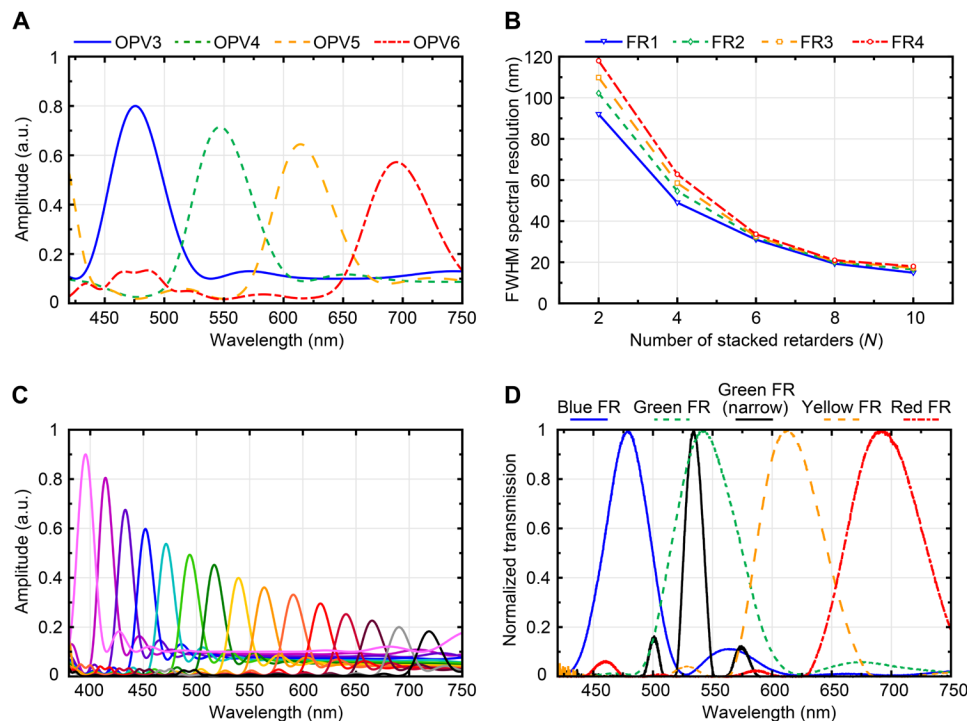 A
OPV3 OPV4 OPV5 OPV6
1
0.8
0.6
0.4
0.2
0
Amplitude (a.u.)
450 500 550 600 650 700 750
Wavelength (nm)
B
FR1 FR2 FR3 FR4
120
100
80
60
40
20
0
FWHM spectral resolution (nm)
2 4 6 8 10
Number of stacked retarders (N)
C
1
0.8
0.6
0.4
0.2
0
Amplitude (a.u.)
400 450 500 550 600 650 700 750
Wavelength (nm)
D
Blue FR Green FR Green FR (narrow) Yellow FR Red FR
1
0.8
0.6
0.4
0.2
0
Normalized transmission
450 500 550 600 650 700 750
Wavelength (nm)